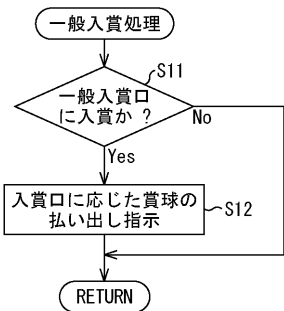 一般入賞処理
S11
一般入賞口
に入賞か ?
No
Yes
入賞口に応じた賞球の
払い出し指示
S12
RETURN